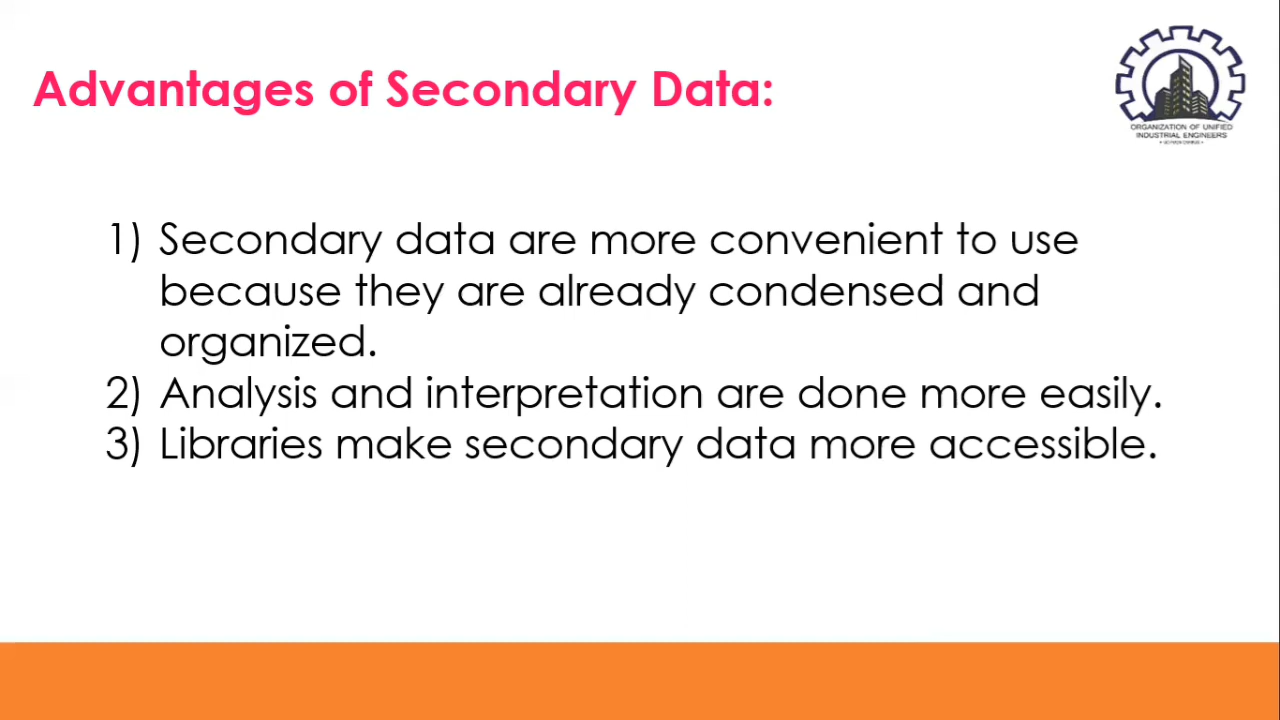 Advantages of Secondary Data:
ORGANIZATION OF UNIFIED
INDUSTRIAL ENGINEERS
1) Secondary data are more convenient to use
because they are already condensed and
organized.
2) Analysis and interpretation are done more easily.
3) Libraries make secondary data more accessible.